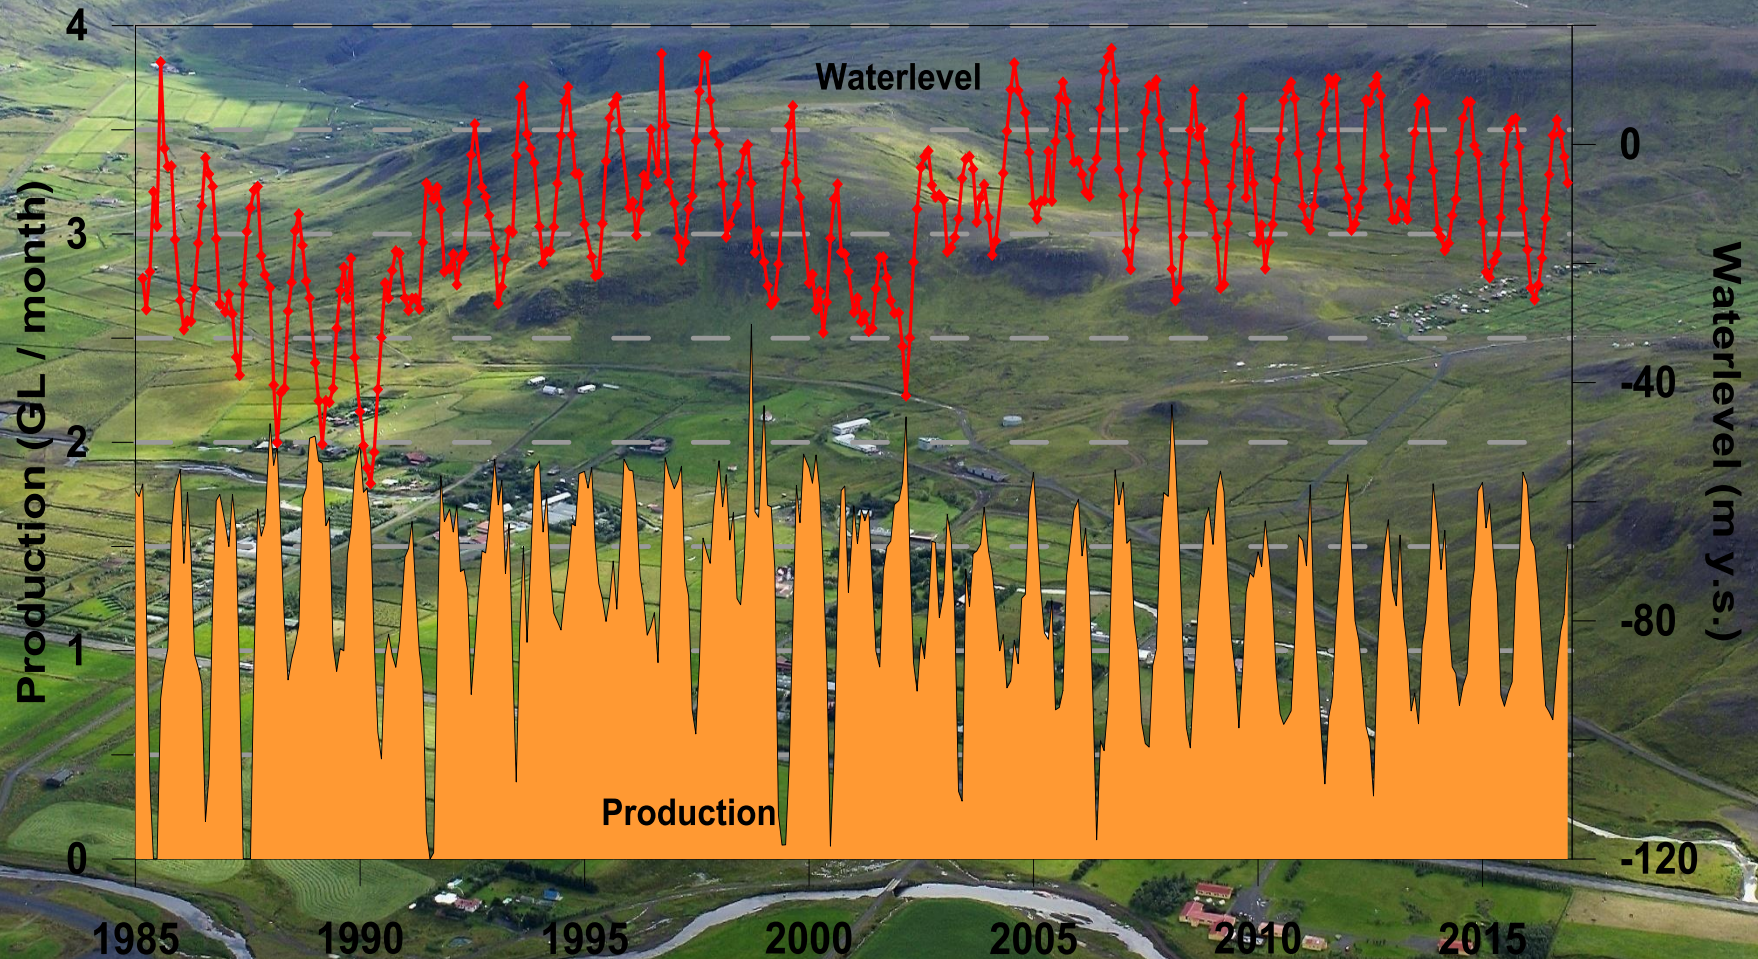 4
3
2
1
0
Production (GL / month)
Waterlevel
Production
0
-40
-80
-120
Waterlevel (m y.s.)
1985 1990 1995 2000 2005 2010 2015